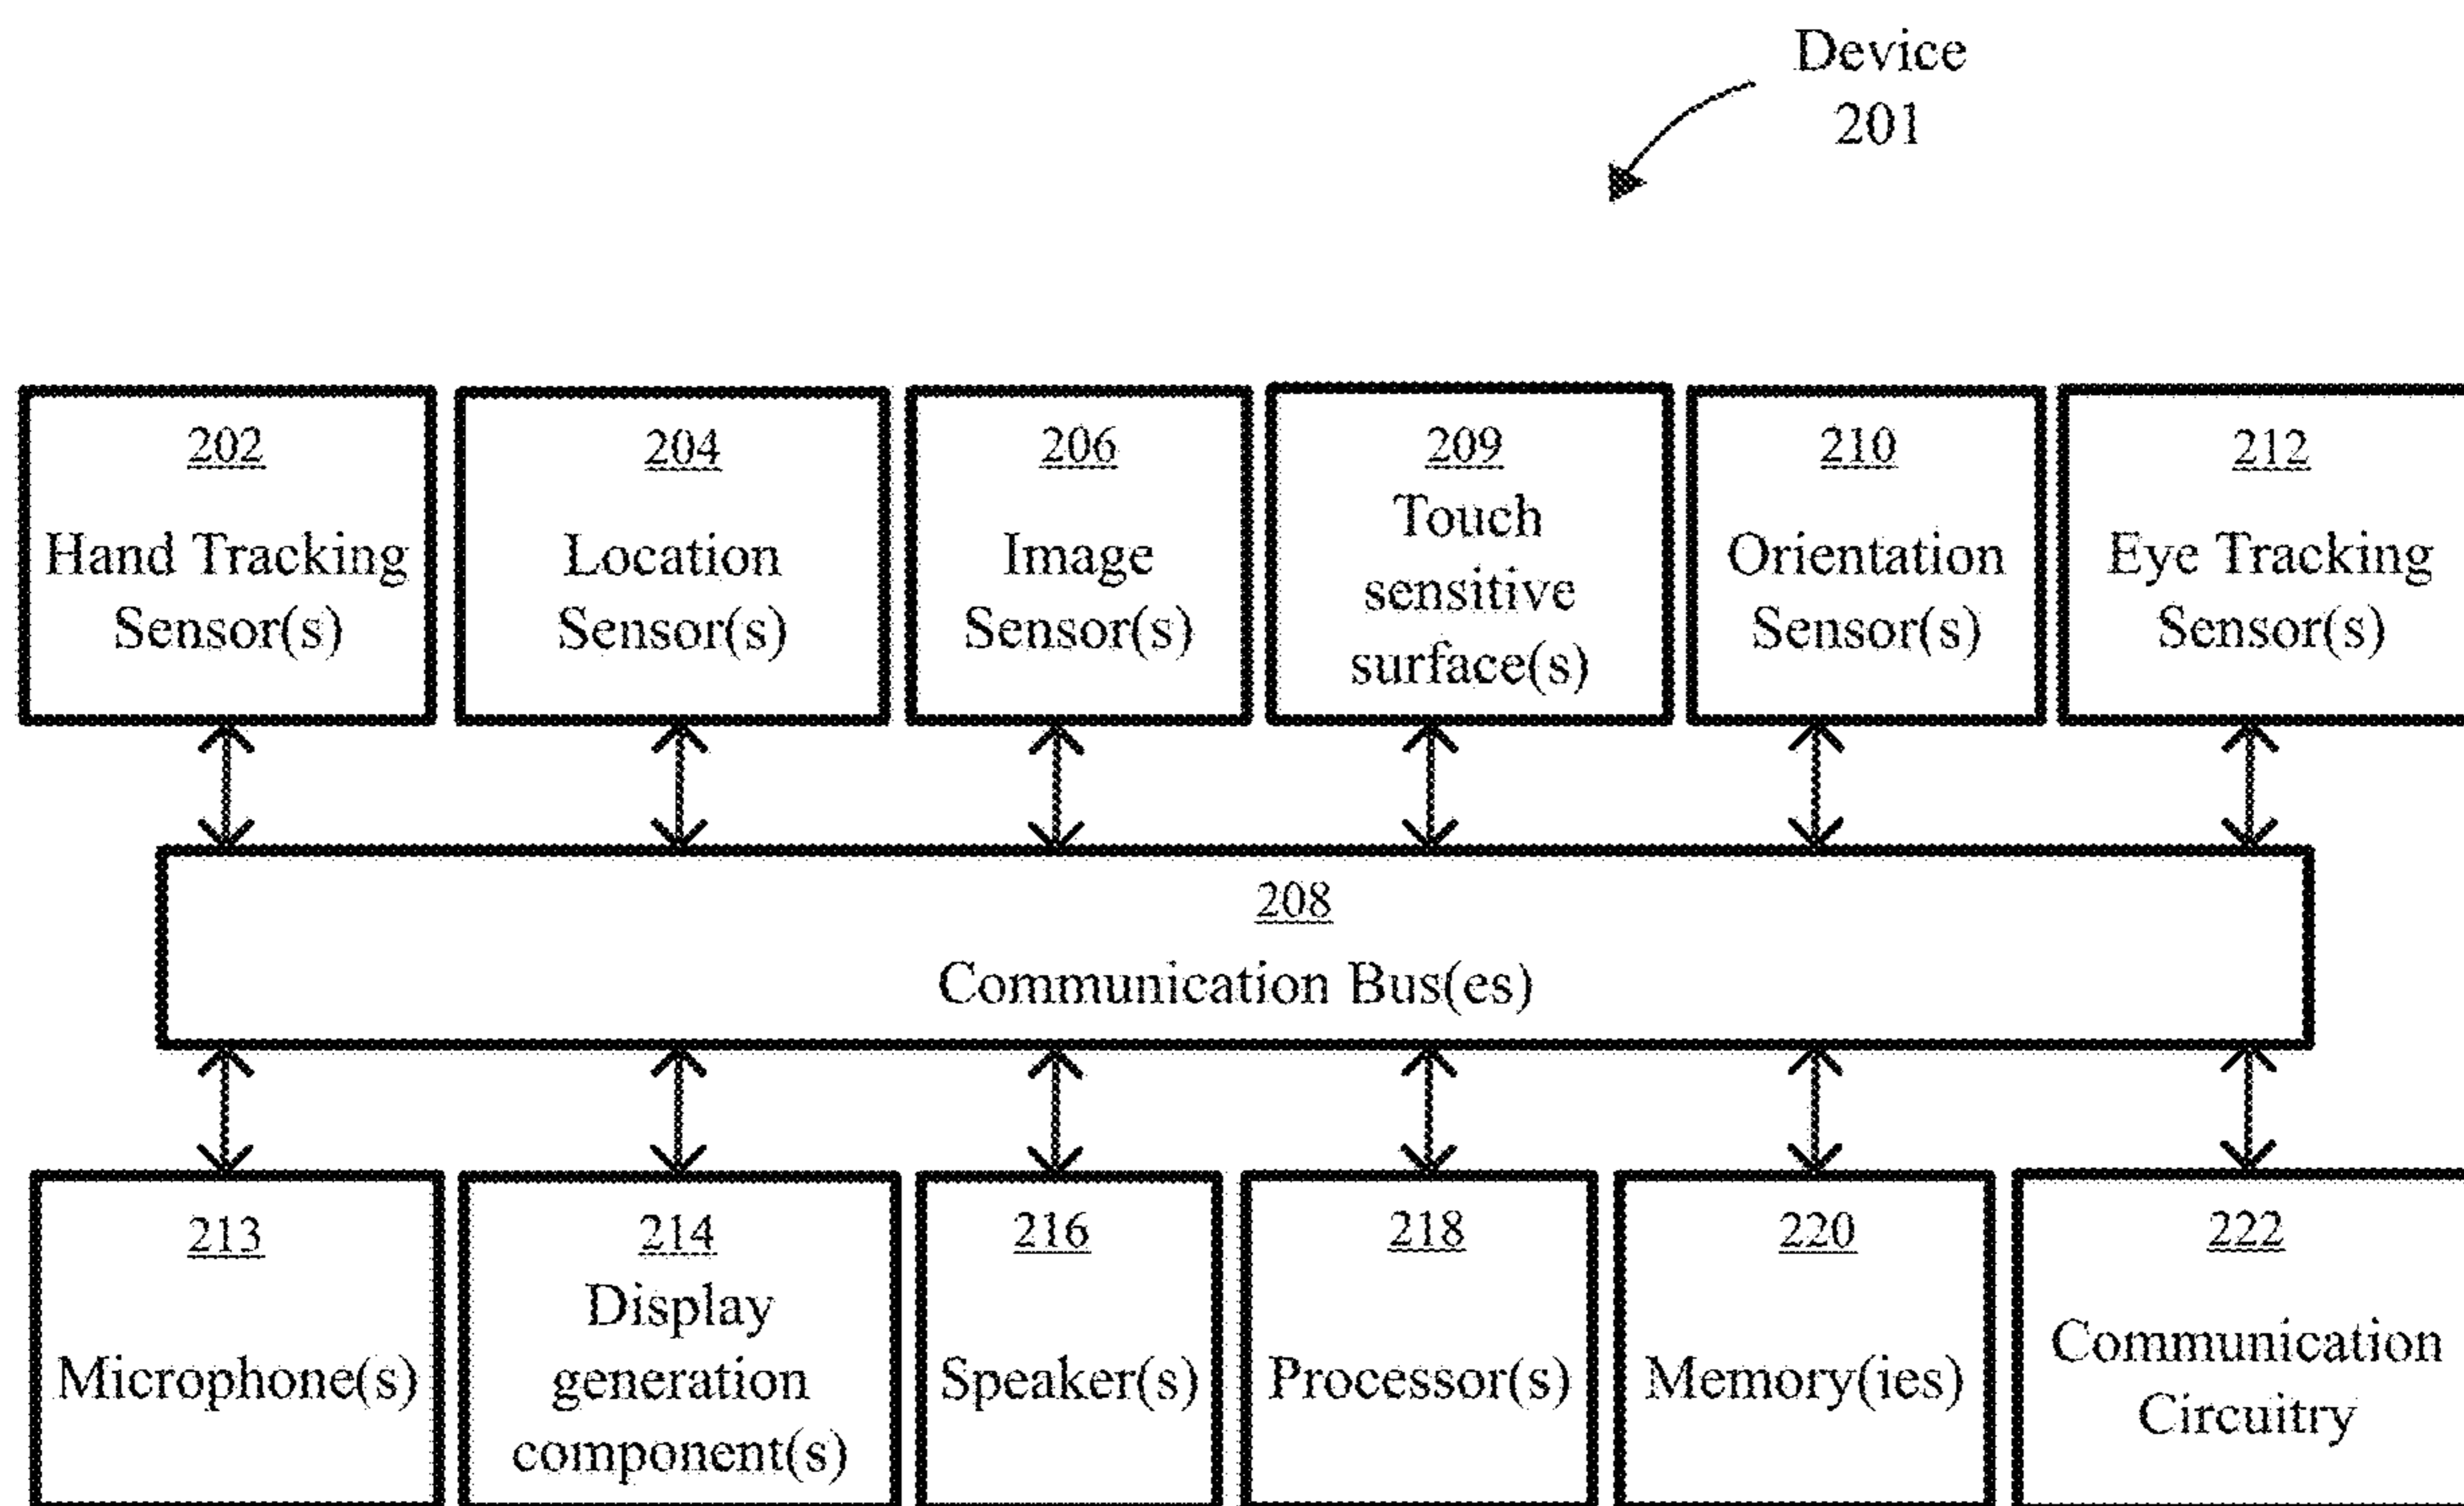 Device
201
202
Hand Tracking
Sensor(s)
204
Location
Sensor(s)
206
Image
Sensor(s)
209
Touch
sensitive
surface(s)
210
Orientation
Sensor(s)
212
Eye Tracking
Sensor(s)
208
Communication Bus(es)
213
Microphone(s)
214
Display
generation
component(s)
216
Speaker(s)
218
Processor(s)
220
Memory(ies)
222
Communication
Circuitry